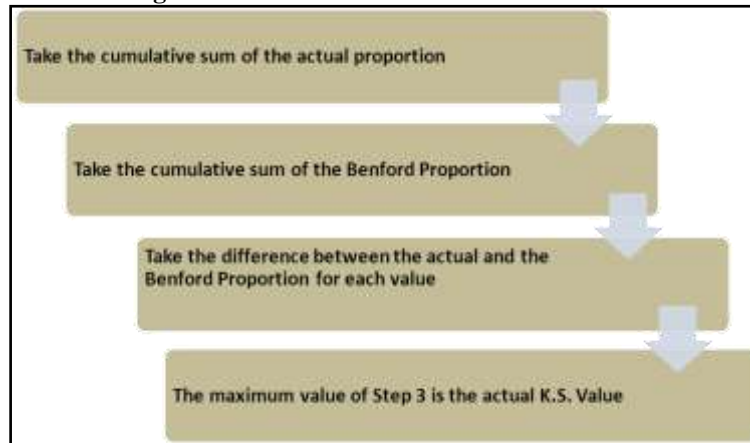 Take the cumulative sum of the actual proportion
Take the cumulative sum of the Benford Proportion
Take the difference between the actual and the
Benford Proportion for each value
The maximum value of Step 3 is the actual K.S. Value